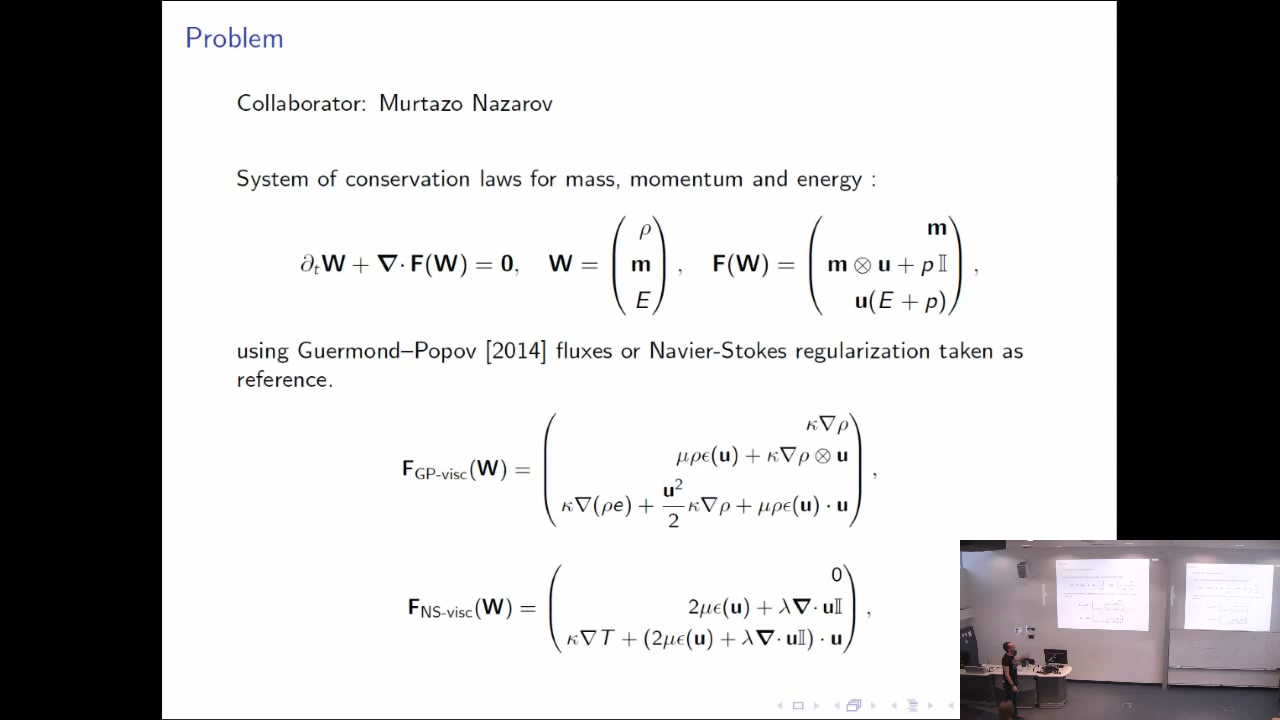 Problem
Collaborator: Murtazo Nazarov
System of conservation laws for mass, momentum and energy :
∂ₜW + ∇· F(W) = 0, W = ( ρ m E ) , F(W) = ( m m ⊗ u + p 𝕀 u(E + p) ) ,
using Guermond–Popov [2014] fluxes or Navier-Stokes regularization taken as
reference.
F_GP-visc(W) = ( κ∇ρ μρϵ(u) + κ∇ρ ⊗ u κ∇(ρe) + u²/2 κ∇ρ + μρϵ(u) · u ) ,
F_NS-visc(W) = ( 0 2μϵ(u) + λ∇· u𝕀 κ∇T + (2μϵ(u) + λ∇· u𝕀) · u ) ,